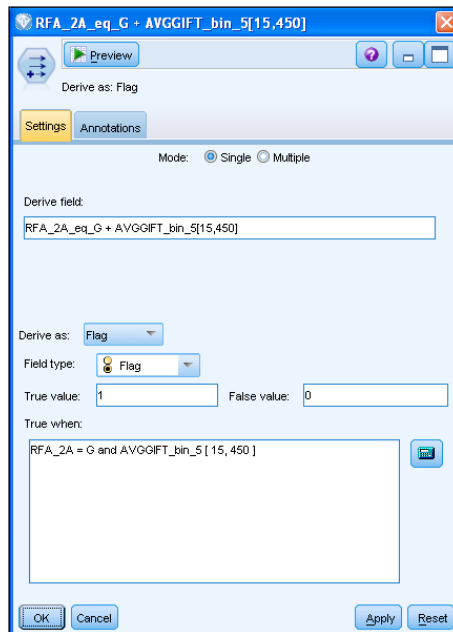 RFA_2A_eq_G + AVGGIFT_bin_5[15,450]
Preview
?
Derive as: Flag
Settings Annotations
Mode: Single Multiple
Derive field:
RFA_2A_eq_G + AVGGIFT_bin_5[15,450]
Derive as: Flag
Field type: Flag
True value: 1 False value: 0
True when:
RFA_2A = G and AVGGIFT_bin_5 [ 15, 450 ]
OK Cancel Apply Reset